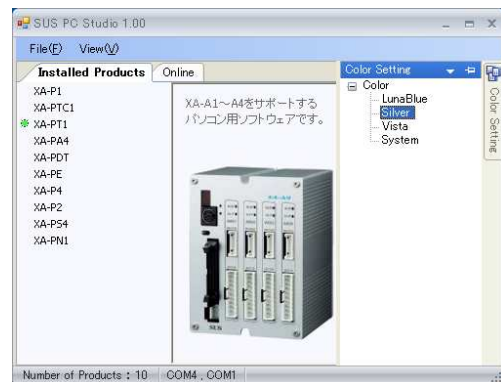 SUS PC Studio 1.00
File(F) View(V)
Installed Products Online
XA-P1
XA-PTC1
XA-PT1
XA-PA4
XA-PDT
XA-PE
XA-P4
XA-P2
XA-PS4
XA-PN1
XA-A1～A4をサポートする
パソコン用ソフトウェアです。
SUS
Color Setting
Color
LunaBlue
Silver
Vista
System
Color Setting
Number of Products : 10 COM4 , COM1